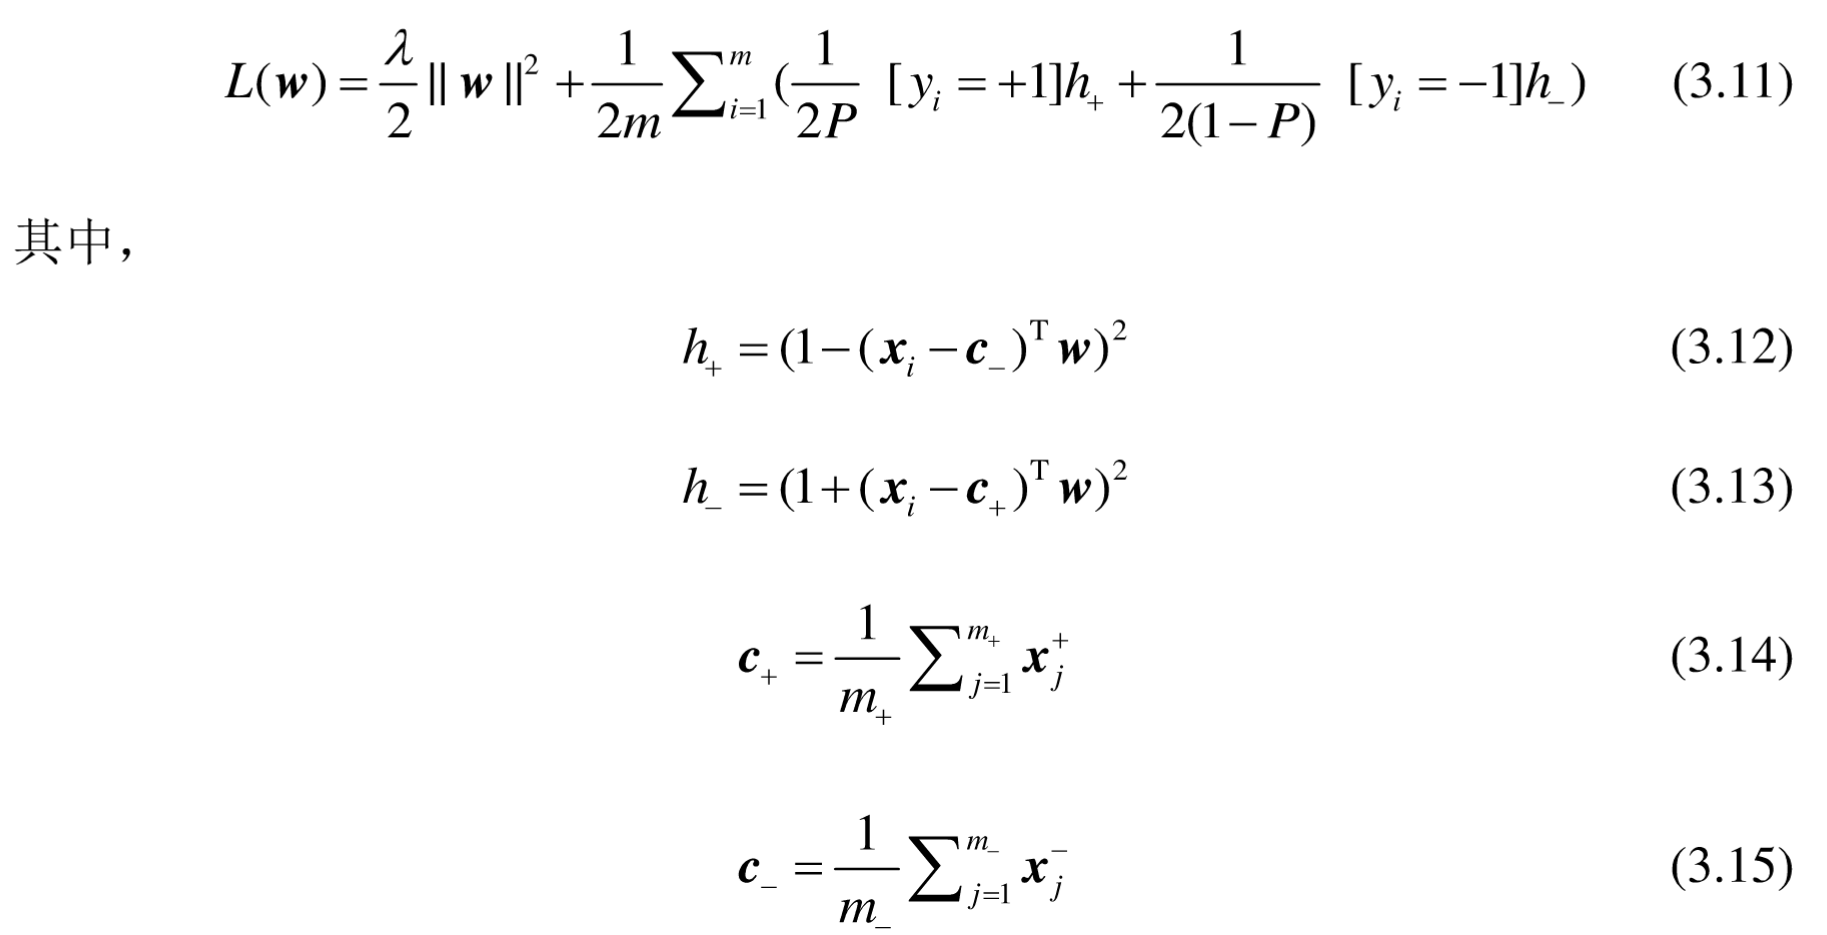 L(w) = λ/2 || w ||² + 1/2m ∑_{i=1}^{m} (1/2P [y_i = +1]h_+ + 1/2(1−P) [y_i = −1]h_−) (3.11)
其中，
h_+ = (1−(x_i − c_−)^T w)² (3.12)
h_− = (1+(x_i − c_+)^T w)² (3.13)
c_+ = 1/m_+ ∑_{j=1}^{m_+} x_j^+ (3.14)
c_− = 1/m_− ∑_{j=1}^{m_−} x_j^− (3.15)